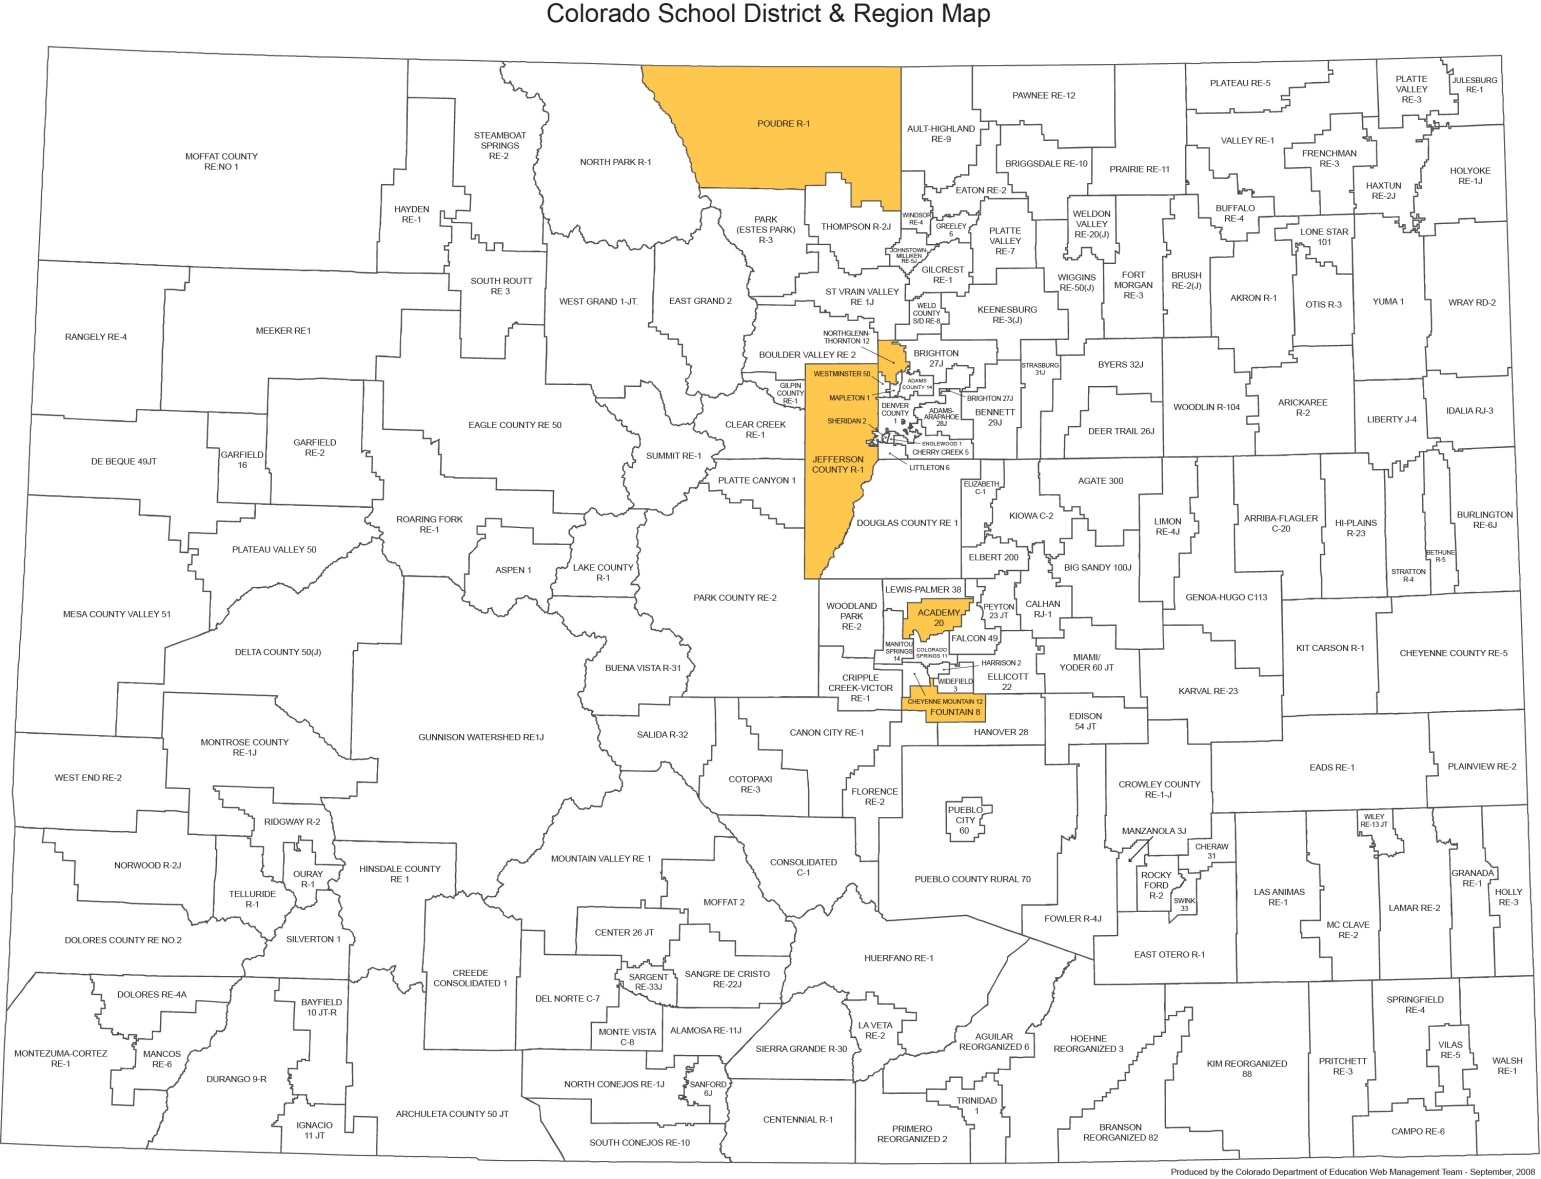 Colorado School District & Region Map
MOFFAT COUNTY
RE:NO 1
HAYDEN
RE-1
STEAMBOAT
SPRINGS
RE-2
NORTH PARK R-1
POUDRE R-1
AULT-HIGHLAND
RE-9
PAWNEE RE-12
BRIGGSDALE RE-10
PRAIRIE RE-11
PLATEAU RE-5
PLATTE
VALLEY
RE-3
JULESBURG
RE-1
VALLEY RE-1
FRENCHMAN
RE-3
HAXTUN
RE-2J
HOLYOKE
RE-1J
BUFFALO
RE-4
LONE STAR
101
EATON RE-2
WINDSOR
RE-4
GREELEY
6
PLATTE
VALLEY
RE-7
WELDON
VALLEY
RE-20(J)
PARK
(ESTES PARK)
R-3
THOMPSON R-2J
JOHNSTOWN-
MILLIKEN
RE-5J
GILCREST
RE-1
WIGGINS
RE-50(J)
FORT
MORGAN
RE-3
BRUSH
RE-2(J)
AKRON R-1
OTIS R-3
YUMA 1
WRAY RD-2
SOUTH ROUTT
RE 3
WEST GRAND 1-JT.
EAST GRAND 2
ST VRAIN VALLEY
RE 1J
WELD
COUNTY
S/D RE-8
KEENESBURG
RE-3(J)
RANGELY RE-4
MEEKER RE1
NORTHGLENN-
THORNTON 12
BOULDER VALLEY RE 2
BRIGHTON
27J
STRASBURG
31J
BYERS 32J
WESTMINSTER 50
ADAMS
COUNTY 14
GILPIN
COUNTY
RE-1
MAPLETON 1
BRIGHTON 27J
DENVER
COUNTY
1
ADAMS-
ARAPAHOE
28J
BENNETT
29J
DEER TRAIL 26J
WOODLIN R-104
ARICKAREE
R-2
LIBERTY J-4
IDALIA RJ-3
CLEAR CREEK
RE-1
SHERIDAN 2
ENGLEWOOD 1
CHERRY CREEK 5
LITTLETON 6
JEFFERSON
COUNTY R-1
EAGLE COUNTY RE 50
SUMMIT RE-1
DE BEQUE 49JT
GARFIELD
16
GARFIELD
RE-2
PLATTE CANYON 1
ELIZABETH
C-1
AGATE 300
KIOWA C-2
LIMON
RE-4J
ARRIBA-FLAGLER
C-20
HI-PLAINS
R-23
STRATTON
R-4
BETHUNE
R-5
BURLINGTON
RE-6J
ROARING FORK
RE-1
DOUGLAS COUNTY RE 1
PLATEAU VALLEY 50
ASPEN 1
LAKE COUNTY
R-1
ELBERT 200
BIG SANDY 100J
PARK COUNTY RE-2
LEWIS-PALMER 38
WOODLAND
PARK
RE-2
ACADEMY
20
PEYTON
23 JT
CALHAN
RJ-1
GENOA-HUGO C113
MESA COUNTY VALLEY 51
DELTA COUNTY 50(J)
FALCON 49
MANITOU
SPRINGS
14
COLORADO
SPRINGS 11
HARRISON 2
WIDEFIELD
3
ELLICOTT
22
MIAMI/
YODER 60 JT
KIT CARSON R-1
CHEYENNE COUNTY RE-5
BUENA VISTA R-31
CRIPPLE
CREEK-VICTOR
RE-1
KARVAL RE-23
CHEYENNE MOUNTAIN 12
FOUNTAIN 8
EDISON
54 JT
HANOVER 28
MONTROSE COUNTY
RE-1J
GUNNISON WATERSHED RE1J
SALIDA R-32
CANON CITY RE-1
WEST END RE-2
COTOPAXI
RE-3
FLORENCE
RE-2
EADS RE-1
PLAINVIEW RE-2
CROWLEY COUNTY
RE-1-J
PUEBLO
CITY
60
RIDGWAY R-2
MANZANOLA 3J
CHERAW
31
WILEY
RE-13 JT
NORWOOD R-2J
TELLURIDE
R-1
OURAY
R-1
HINSDALE COUNTY
RE 1
MOUNTAIN VALLEY RE 1
CONSOLIDATED
C-1
PUEBLO COUNTY RURAL 70
ROCKY
FORD
R-2
SWINK
33
LAS ANIMAS
RE-1
MC CLAVE
RE-2
LAMAR RE-2
GRANADA
RE-1
HOLLY
RE-3
MOFFAT 2
FOWLER R-4J
CENTER 26 JT
DOLORES COUNTY RE NO.2
SILVERTON 1
EAST OTERO R-1
HUERFANO RE-1
CREEDE
CONSOLIDATED 1
SARGENT
RE-33J
SANGRE DE CRISTO
RE-22J
DEL NORTE C-7
DOLORES RE-4A
BAYFIELD
10 JT-R
SPRINGFIELD
RE-4
MONTE VISTA
C-8
ALAMOSA RE-11J
LA VETA
RE-2
AGUILAR
REORGANIZED 6
HOEHNE
REORGANIZED 3
SIERRA GRANDE R-30
MONTEZUMA-CORTEZ
RE-1
MANCOS
RE-6
DURANGO 9-R
KIM REORGANIZED
88
PRITCHETT
RE-3
VILAS
RE-5
WALSH
RE-1
NORTH CONEJOS RE-1J
SANFORD
6J
TRINIDAD
1
CENTENNIAL R-1
ARCHULETA COUNTY 50 JT
IGNACIO
11 JT
SOUTH CONEJOS RE-10
PRIMERO
REORGANIZED 2
BRANSON
REORGANIZED 82
CAMPO RE-6
Produced by the Colorado Department of Education Web Management Team - September, 2008